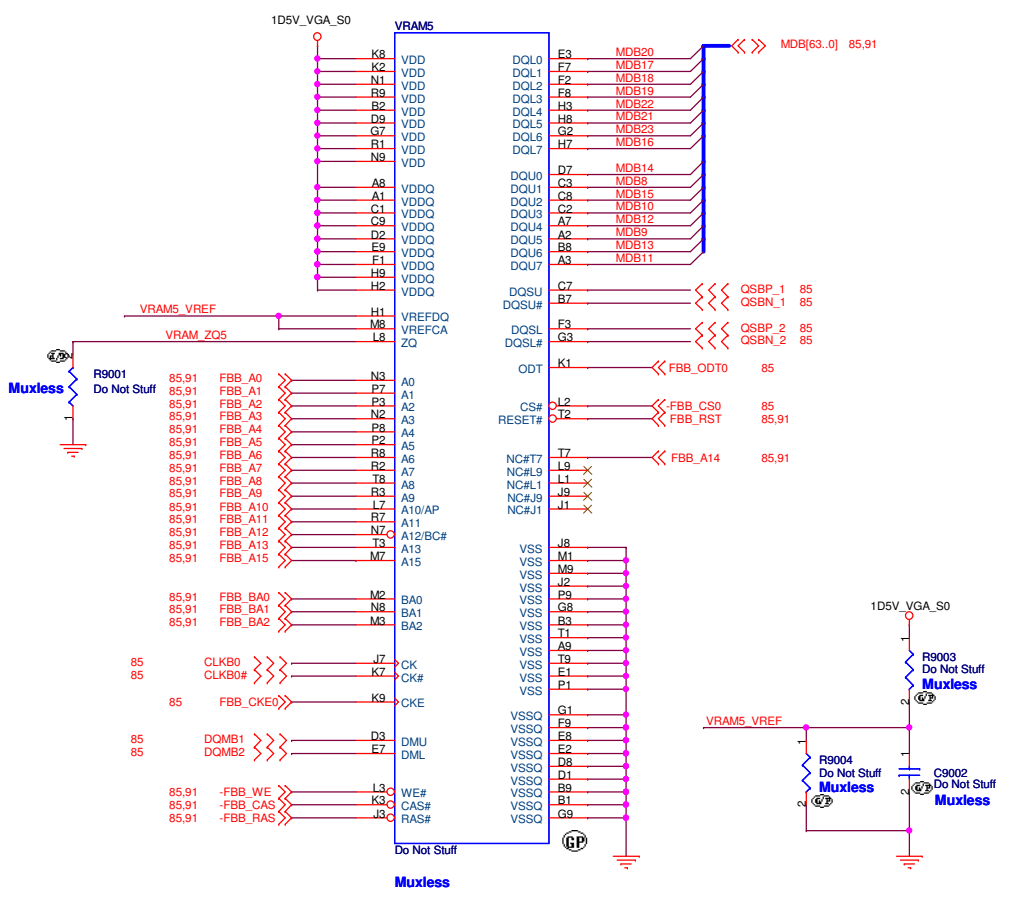 1D5V_VGA_S0
VRAM5
K8 VDD
K2 VDD
N1 VDD
R9 VDD
B2 VDD
D9 VDD
G7 VDD
R1 VDD
N9 VDD
A8 VDDQ
A1 VDDQ
C1 VDDQ
C9 VDDQ
D2 VDDQ
E9 VDDQ
F1 VDDQ
H9 VDDQ
H2 VDDQ
VRAM5_VREF H1 VREFDQ
M8 VREFCA
VRAM_ZQ5 L8 ZQ
2
R9001
Muxless Do Not Stuff
1
85,91 FBB_A0 N3 A0
85,91 FBB_A1 P7 A1
85,91 FBB_A2 P3 A2
85,91 FBB_A3 N2 A3
85,91 FBB_A4 P8 A4
85,91 FBB_A5 P2 A5
85,91 FBB_A6 R8 A6
85,91 FBB_A7 R2 A7
85,91 FBB_A8 T8 A8
85,91 FBB_A9 R3 A9
85,91 FBB_A10 L7 A10/AP
85,91 FBB_A11 R7 A11
85,91 FBB_A12 N7 A12/BC#
85,91 FBB_A13 T3 A13
85,91 FBB_A15 M7 A15
85,91 FBB_BA0 M2 BA0
85,91 FBB_BA1 N8 BA1
85,91 FBB_BA2 M3 BA2
85 CLKB0 J7 CK
85 CLKB0# K7 CK#
85 FBB_CKE0 K9 CKE
85 DQMB1 D3 DMU
85 DQMB2 E7 DML
85,91 -FBB_WE L3 WE#
85,91 -FBB_CAS K3 CAS#
85,91 -FBB_RAS J3 RAS#
MDB[63..0] 85,91
DQL0 E3 MDB20
DQL1 F7 MDB17
DQL2 F2 MDB18
DQL3 F8 MDB19
DQL4 H3 MDB22
DQL5 H8 MDB21
DQL6 G2 MDB23
DQL7 H7 MDB16
DQU0 D7 MDB14
DQU1 C3 MDB8
DQU2 C8 MDB15
DQU3 C2 MDB10
DQU4 A7 MDB12
DQU5 A2 MDB9
DQU6 B8 MDB13
DQU7 A3 MDB11
DQSU C7 QSBP_1 85
DQSU# B7 QSBN_1 85
DQSL F3 QSBP_2 85
DQSL# G3 QSBN_2 85
ODT K1 FBB_ODT0 85
CS# L2 -FBB_CS0 85
RESET# T2 FBB_RST 85,91
NC#T7 T7 FBB_A14 85,91
NC#L9 L9
NC#L1 L1
NC#J9 J9
NC#J1 J1
VSS J8
VSS M1
VSS M9
VSS J2
VSS P9
VSS G8
VSS B3
VSS T1
VSS A9
VSS T9
VSS E1
VSS P1
VSSQ G1
VSSQ F9
VSSQ E8
VSSQ E2
VSSQ D8
VSSQ D1
VSSQ B9
VSSQ B1
VSSQ G9
GP
Do Not Stuff
Muxless
1D5V_VGA_S0
1
R9003
Do Not Stuff
Muxless
2 G/P
VRAM5_VREF
1
R9004
Do Not Stuff
Muxless
2 G/P
1
C9002
Do Not Stuff
Muxless
2 G/P